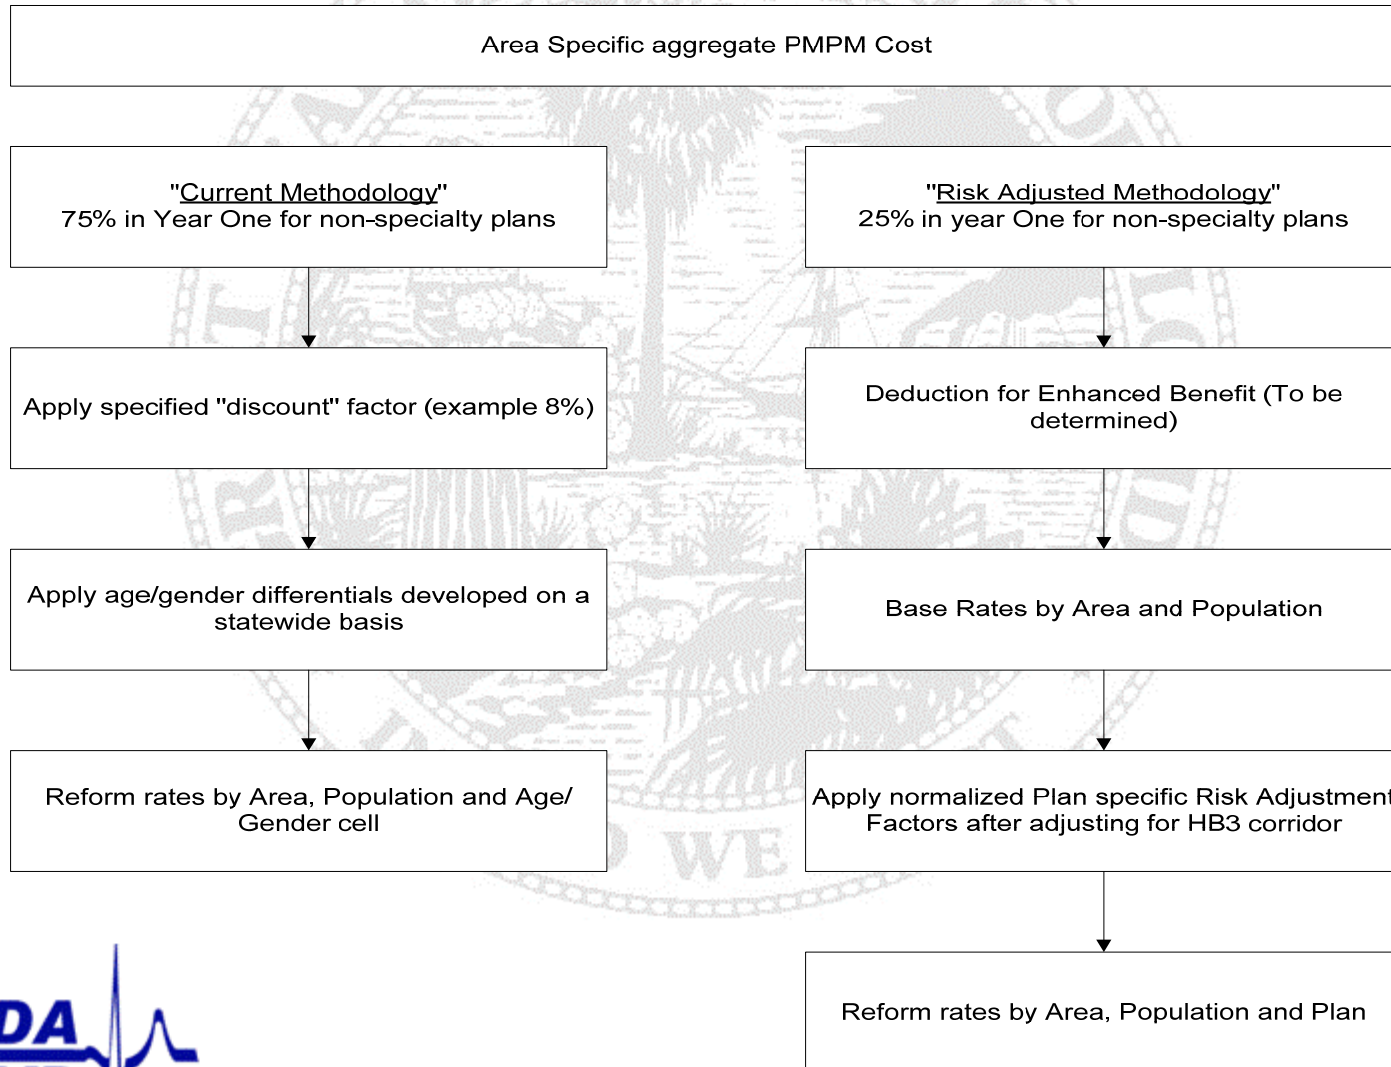 Area Specific aggregate PMPM Cost
"Current Methodology"
75% in Year One for non-specialty plans
"Risk Adjusted Methodology"
25% in year One for non-specialty plans
Apply specified "discount" factor (example 8%)
Deduction for Enhanced Benefit (To be
determined)
Apply age/gender differentials developed on a
statewide basis
Base Rates by Area and Population
Reform rates by Area, Population and Age/
Gender cell
Apply normalized Plan specific Risk Adjustment
Factors after adjusting for HB3 corridor
WE
Reform rates by Area, Population and Plan
DA